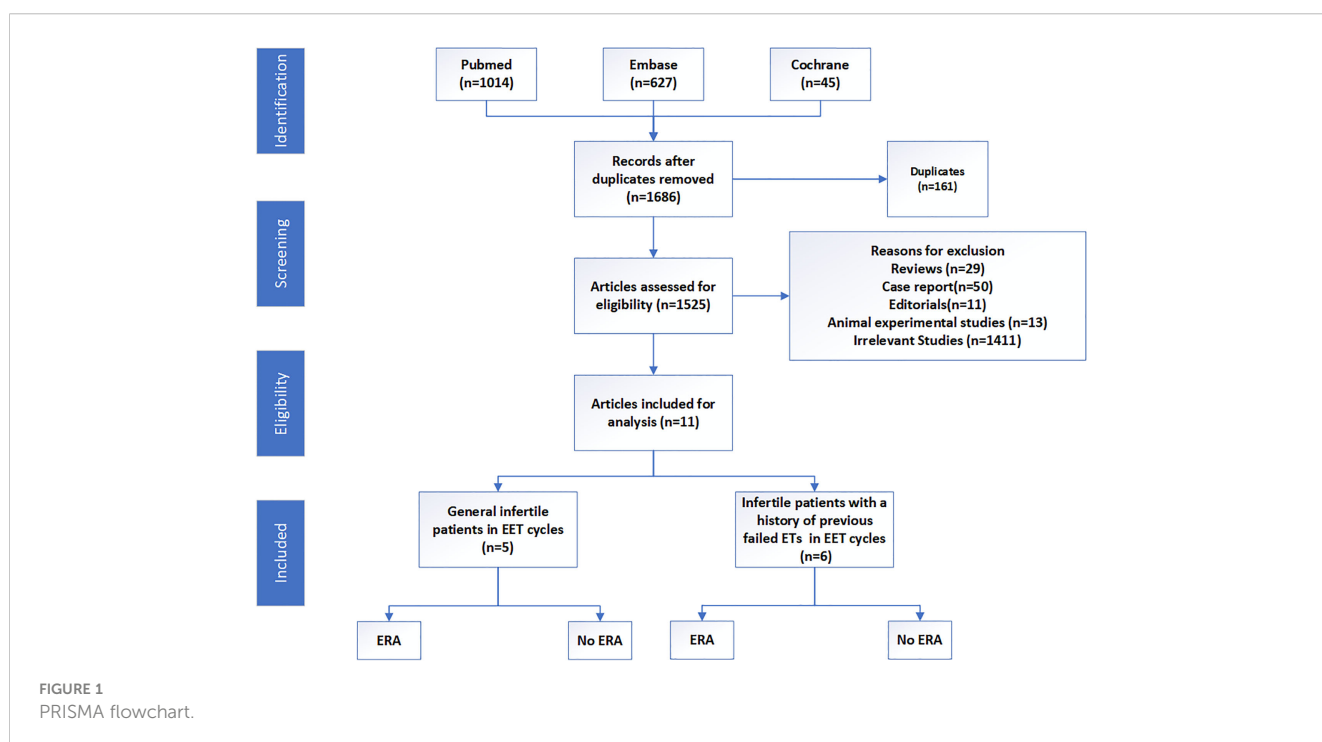 Identification
Pubmed
(n=1014)
Embase
(n=627)
Cochrane
(n=45)
Records after
duplicates removed
(n=1686)
Duplicates
(n=161)
Screening
Articles assessed for
eligibility (n=1525)
Reasons for exclusion
Reviews (n=29)
Case report(n=50)
Editorials(n=11)
Animal experimental studies (n=13)
Irrelevant Studies (n=1411)
Eligibility
Articles included for
analysis (n=11)
Included
General infertile
patients in EET cycles
(n=5)
Infertile patients with a
history of previous
failed ETs in EET cycles
(n=6)
ERA
No ERA
ERA
No ERA
FIGURE 1
PRISMA flowchart.